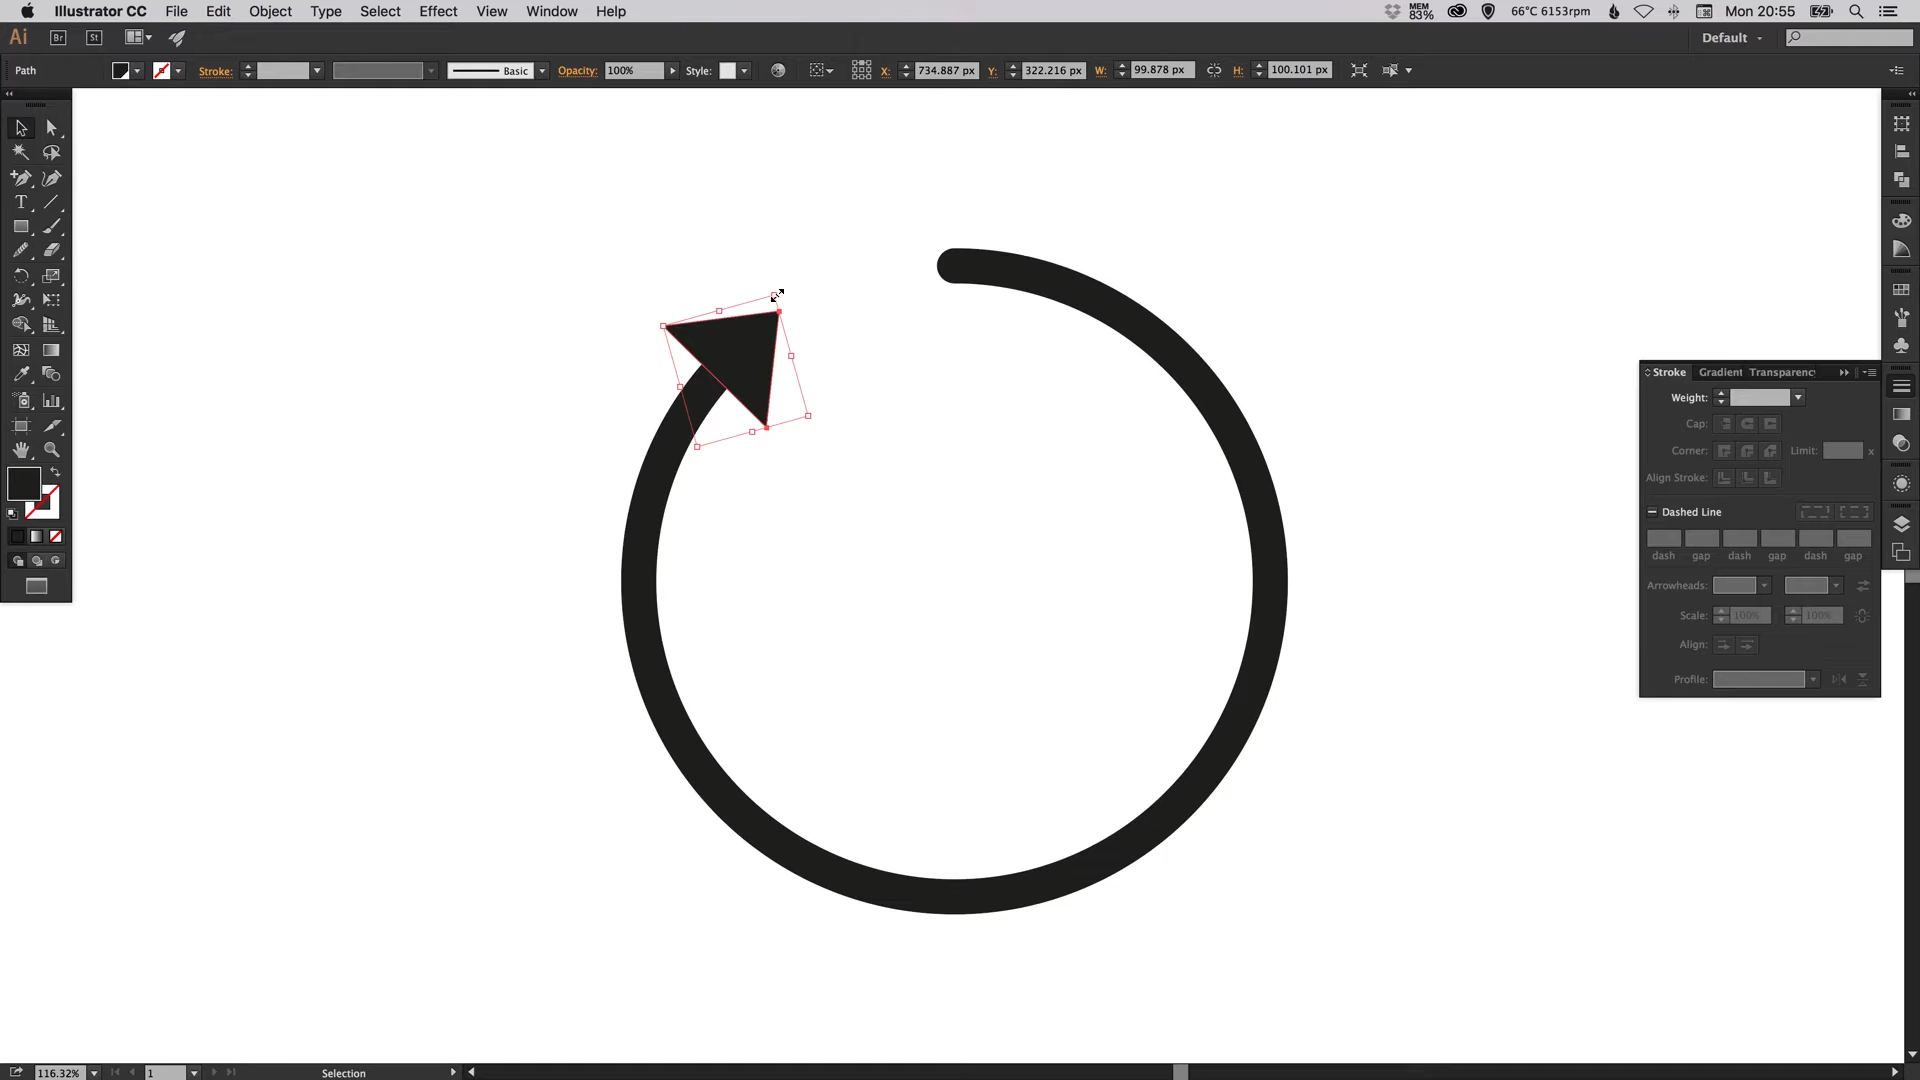 Illustrator CC File Edit Object Type Select Effect View Window Help MEM 83% 66°C 6153rpm Mon 20:55
Ai Br St Default
Path Stroke: Basic Opacity: 100% Style: X: 734.887 px Y: 322.216 px W: 99.878 px H: 100.101 px
T
Stroke Gradient Transparenc
Weight:
Cap:
Corner: Limit: x
Align Stroke:
Dashed Line
dash gap dash gap dash gap
Arrowheads:
Scale: 100% 100%
Align:
Profile:
116.32% 1 Selection